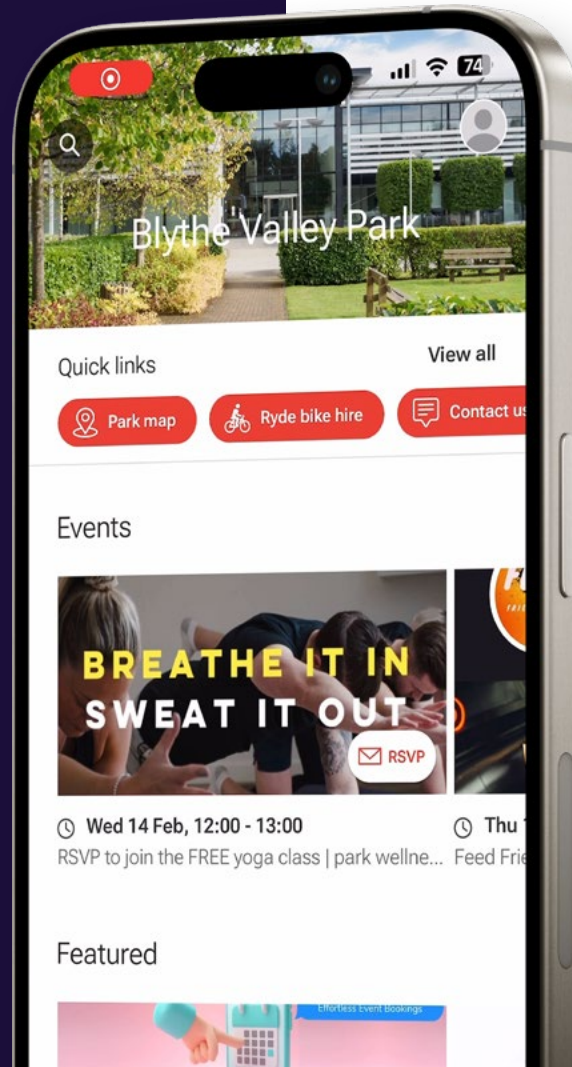 74
Blythe Valley Park
Quick links
View all
Park map
Ryde bike hire
Contact us
Events
BREATHE IT IN
SWEAT IT OUT
RSVP
Wed 14 Feb, 12:00 - 13:00
Thu
RSVP to join the FREE yoga class | park wellne...
Feed Frie
Featured
Effortless Event Bookings